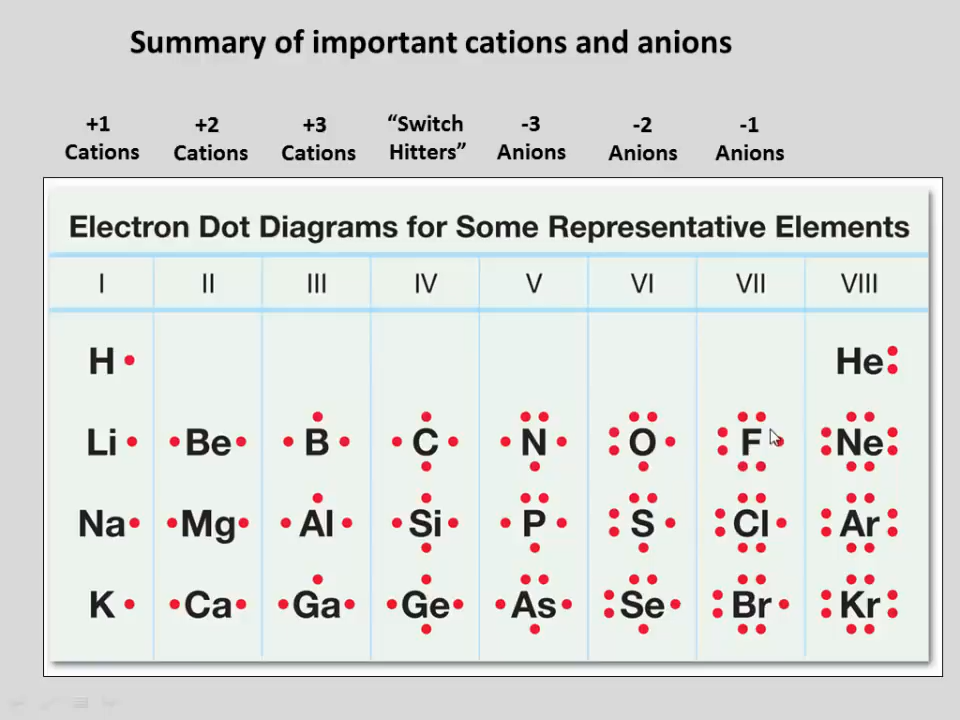 Summary of important cations and anions
+1 +2 +3 “Switch -3 -2 -1
Cations Cations Cations Hitters” Anions Anions Anions
Electron Dot Diagrams for Some Representative Elements
I II III IV V VI VII VIII
H He
Li Be B C N O F Ne
Na Mg Al Si P S Cl Ar
K Ca Ga Ge As Se Br Kr